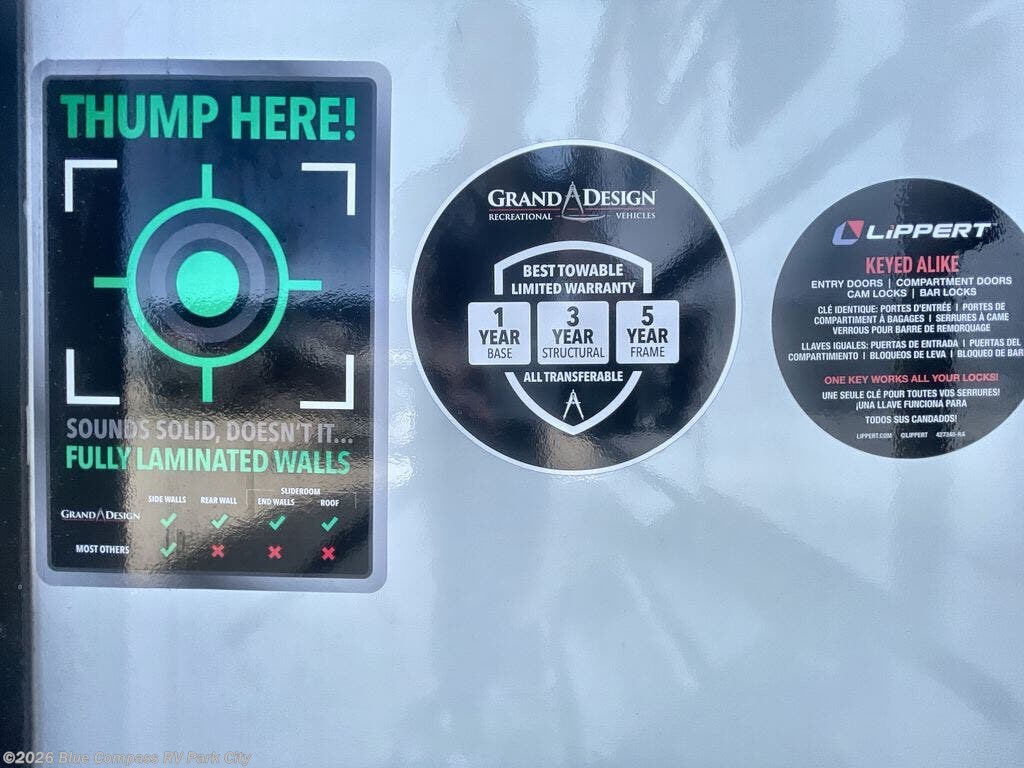 THUMP HERE!
SOUNDS SOLID, DOESN'T IT...
FULLY LAMINATED WALLS
SLIDEROOM
SIDE WALLS REAR WALL END WALLS ROOF
GRAND DESIGN
MOST OTHERS
GRAND DESIGN
RECREATIONAL VEHICLES
BEST TOWABLE
LIMITED WARRANTY
1 YEAR BASE
3 YEAR STRUCTURAL
5 YEAR FRAME
ALL TRANSFERABLE
LIPPERT
KEYED ALIKE
ENTRY DOORS | COMPARTMENT DOORS
CAM LOCKS | BAR LOCKS
CLÉ IDENTIQUE: PORTES D'ENTRÉE | PORTES DE
COMPARTIMENT À BAGAGES | SERRURES À CAME
VERROUS POUR BARRE DE REMORQUAGE
LLAVES IGUALES: PUERTAS DE ENTRADA | PUERTAS DEL
COMPARTIMIENTO | BLOQUEOS DE LEVA | BLOQUEO DE BAR
ONE KEY WORKS ALL YOUR LOCKS!
UNE SEULE CLÉ POUR TOUTES VOS SERRURES!
¡UNA LLAVE FUNCIONA PARA
TODOS SUS CANDADOS!
LIPPERT.COM ©LIPPERT
©2026 Blue Compass RV Park City